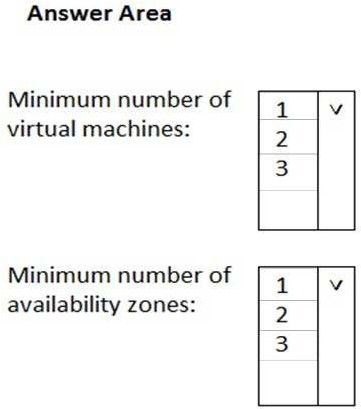 Answer Area
Minimum number of
virtual machines:
1
2
3
Minimum number of
availability zones:
1
2
3